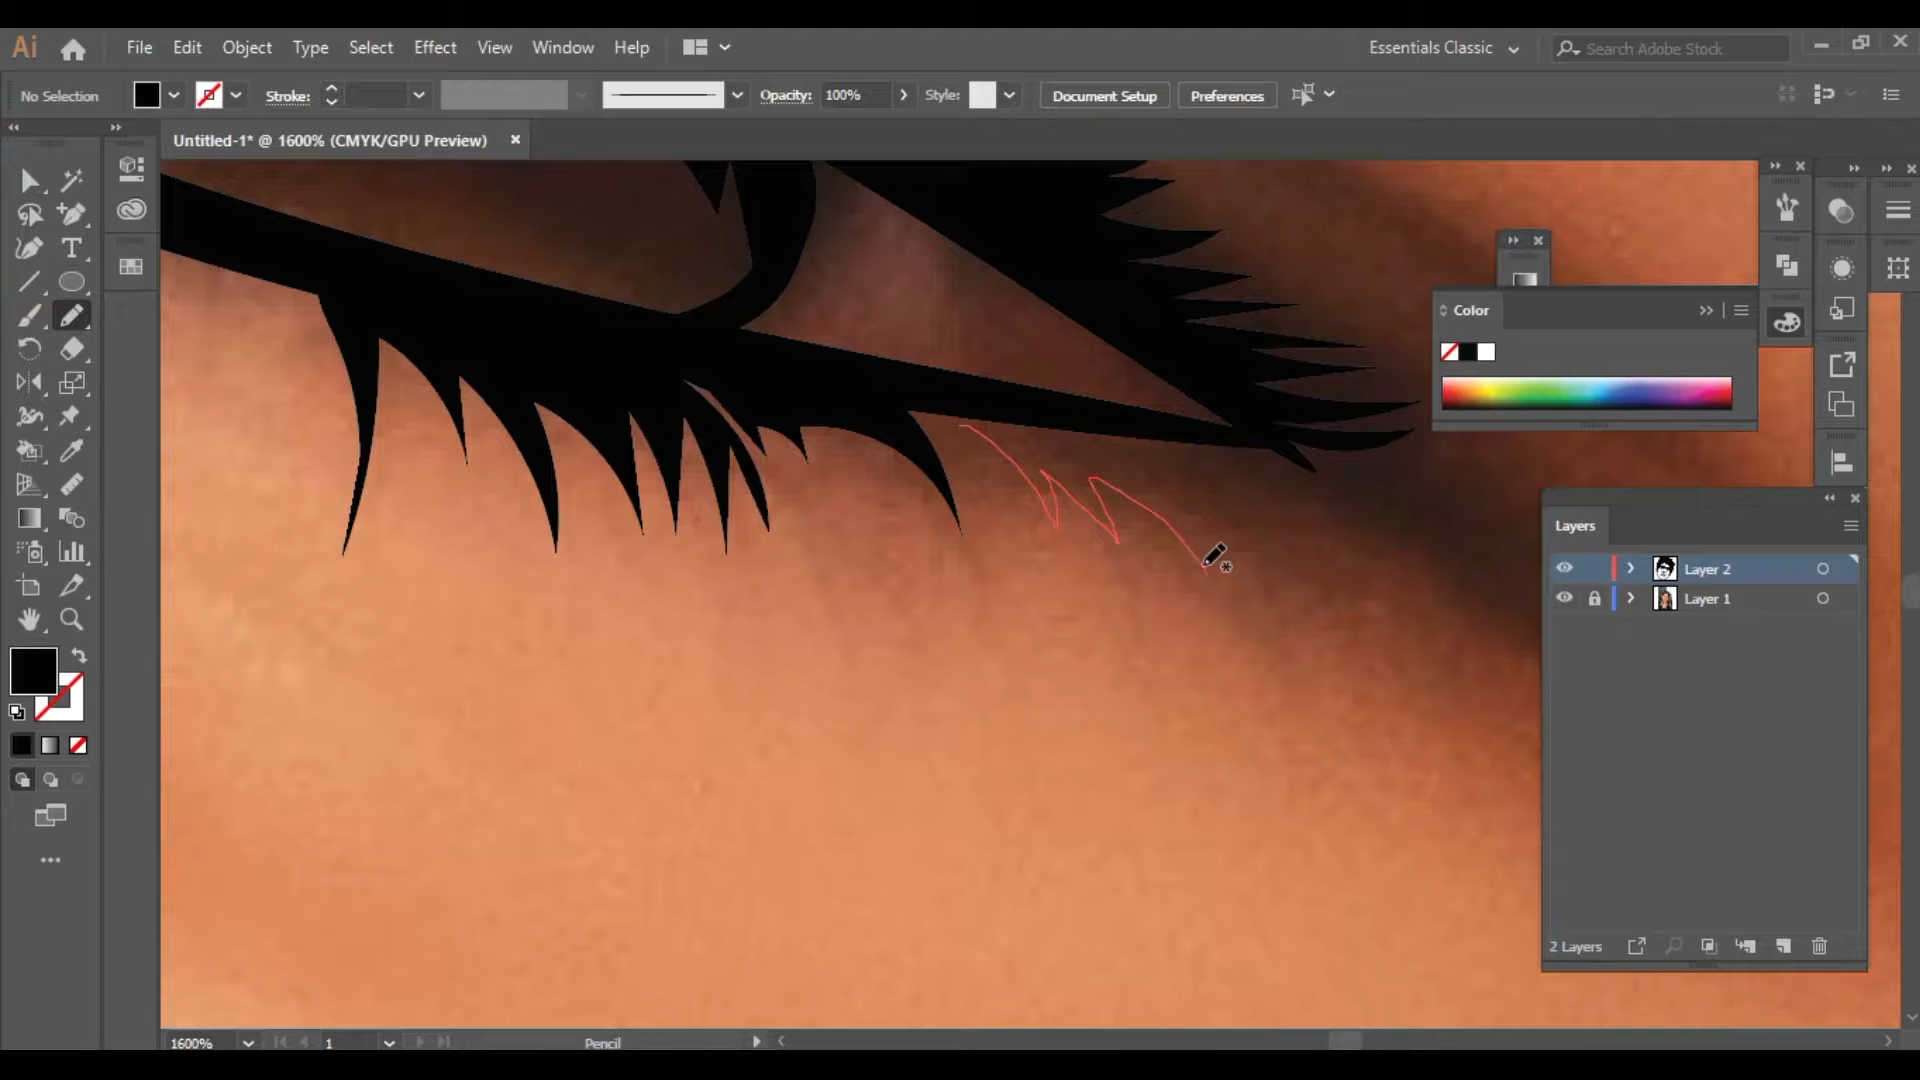 Ai File Edit Object Type Select Effect View Window Help Essentials Classic Search Adobe Stock
No Selection Stroke: Opacity: 100% Style: Document Setup Preferences
Untitled-1* @ 1600% (CMYK/GPU Preview)
Color
Layers
Layer 2
Layer 1
2 Layers
1600% 1 Pencil